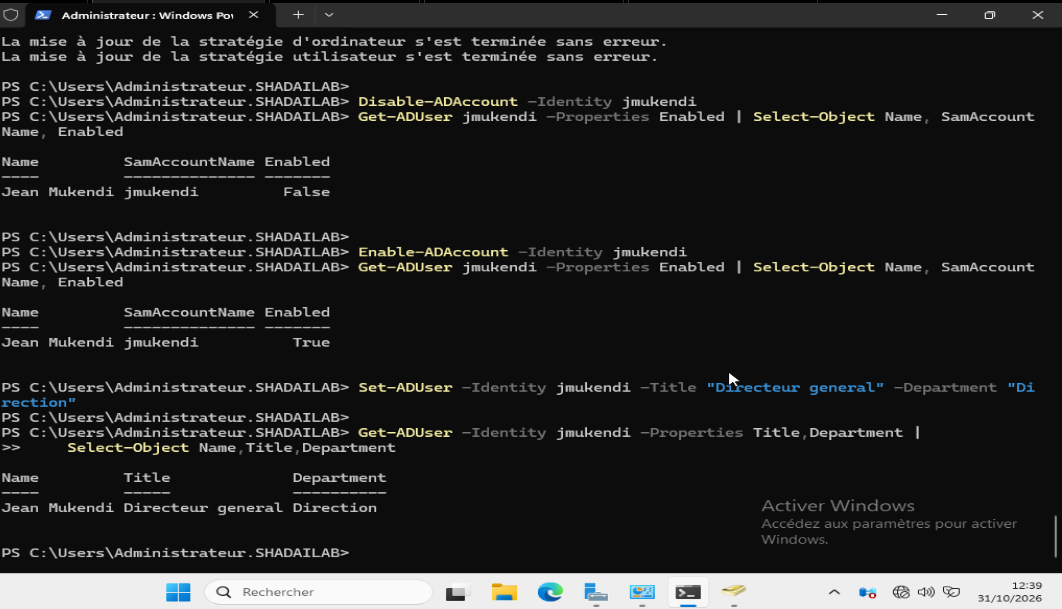 Administrateur : Windows Pov
La mise à jour de la stratégie d'ordinateur s'est terminée sans erreur.
La mise à jour de la stratégie utilisateur s'est terminée sans erreur.
PS C:\Users\Administrateur.SHADAILAB>
PS C:\Users\Administrateur.SHADAILAB> Disable-ADAccount -Identity jmukendi
PS C:\Users\Administrateur.SHADAILAB> Get-ADUser jmukendi -Properties Enabled | Select-Object Name, SamAccount
Name, Enabled
Name SamAccountName Enabled
---- -------------- -------
Jean Mukendi jmukendi False
PS C:\Users\Administrateur.SHADAILAB>
PS C:\Users\Administrateur.SHADAILAB> Enable-ADAccount -Identity jmukendi
PS C:\Users\Administrateur.SHADAILAB> Get-ADUser jmukendi -Properties Enabled | Select-Object Name, SamAccount
Name, Enabled
Name SamAccountName Enabled
---- -------------- -------
Jean Mukendi jmukendi True
PS C:\Users\Administrateur.SHADAILAB> Set-ADUser -Identity jmukendi -Title "Directeur general" -Department "Di
rection"
PS C:\Users\Administrateur.SHADAILAB>
PS C:\Users\Administrateur.SHADAILAB> Get-ADUser -Identity jmukendi -Properties Title,Department |
>> Select-Object Name,Title,Department
Name Title Department
---- ----- ----------
Jean Mukendi Directeur general Direction
PS C:\Users\Administrateur.SHADAILAB>
Activer Windows
Accédez aux paramètres pour activer
Windows.
Rechercher
12:39
31/10/2026